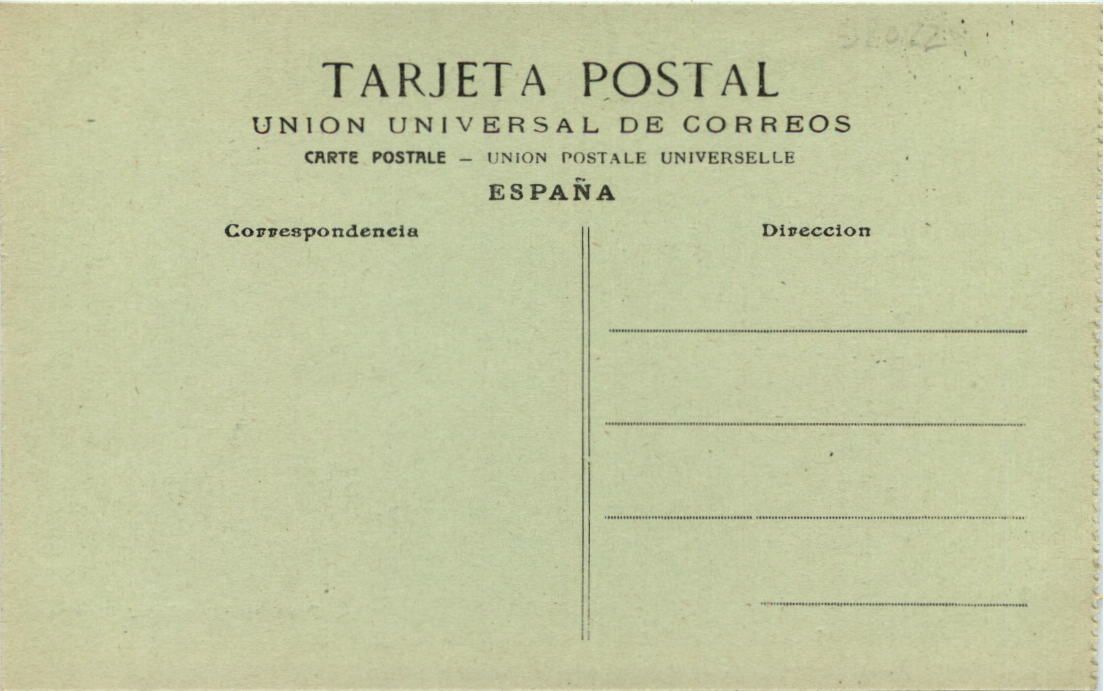 TARJETA POSTAL
UNION UNIVERSAL DE CORREOS
CARTE POSTALE – UNION POSTALE UNIVERSELLE
ESPAÑA
Correspondencia
Direccion